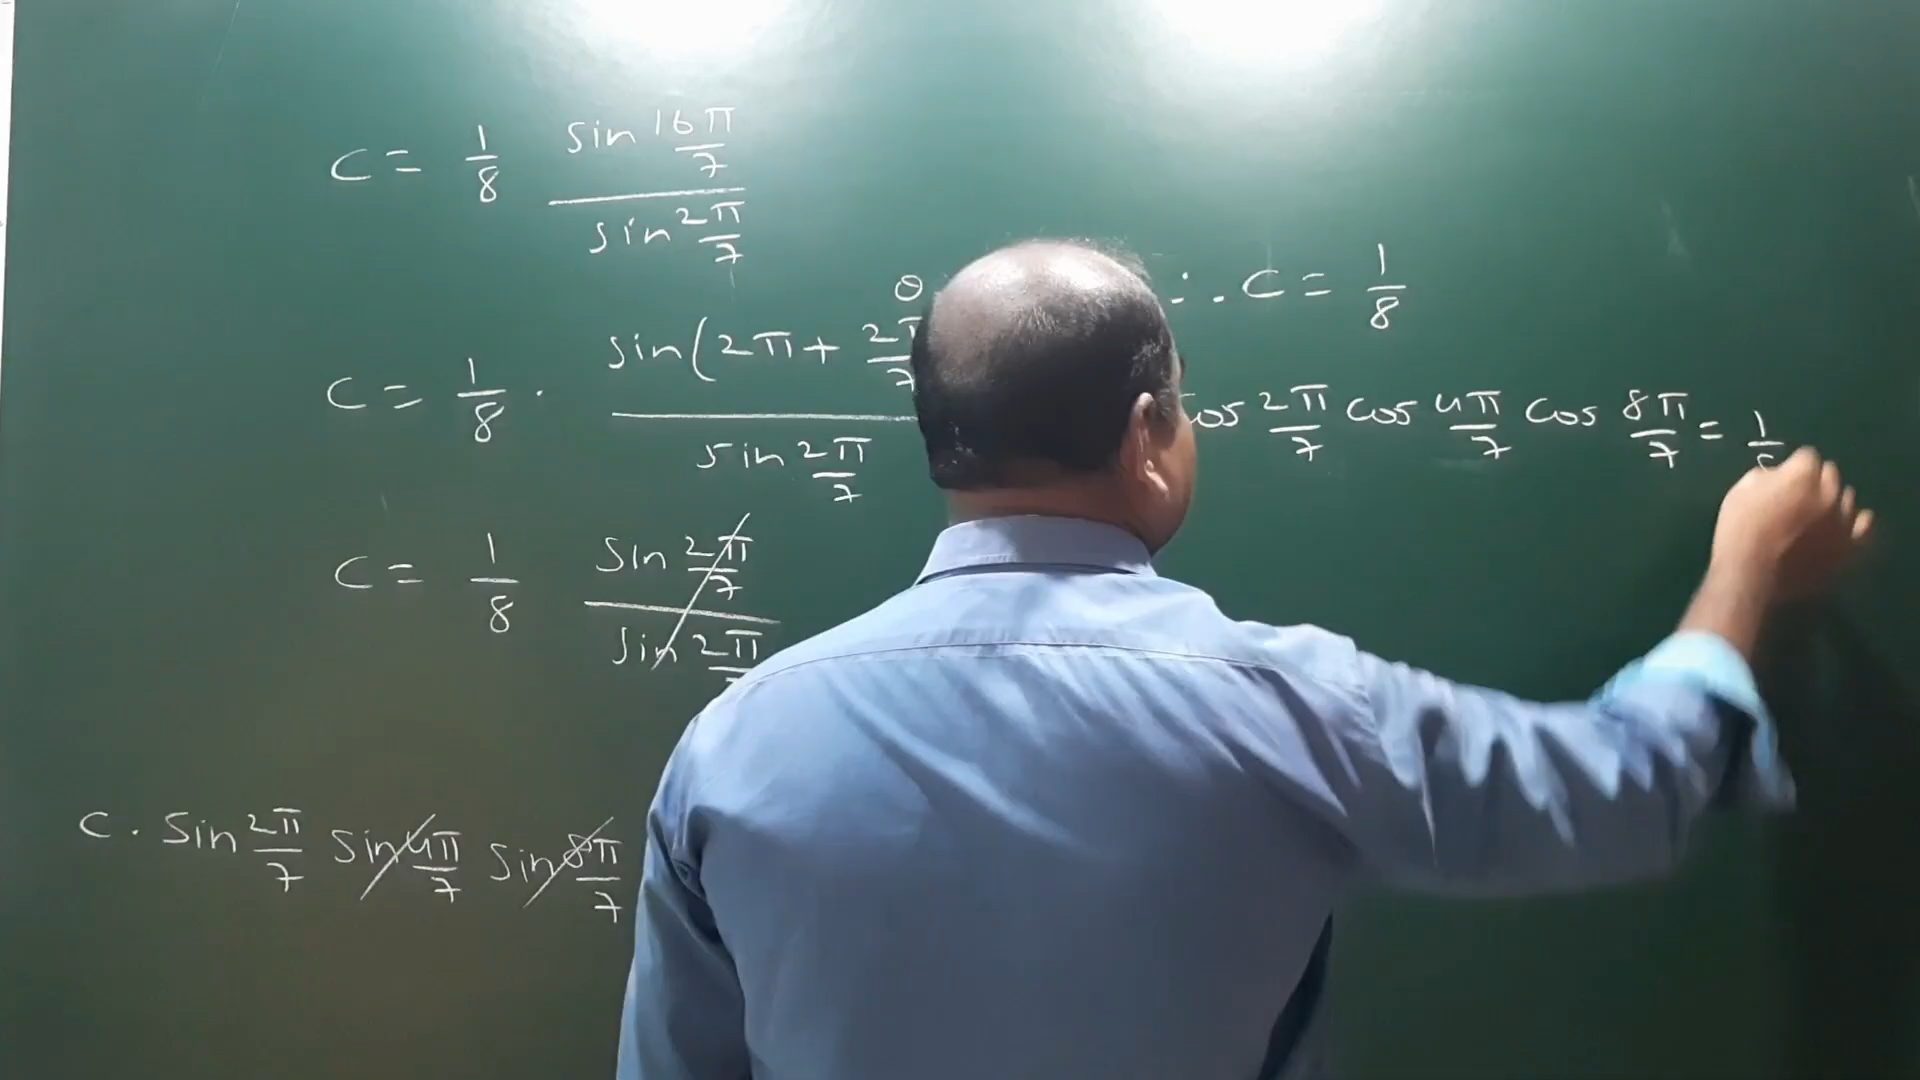 C = 1/8 sin 16π/7 / sin 2π/7
C = 1/8 · sin(2π + 2π/7 / sin 2π/7
C = 1/8 sin 2π/7 / sin 2π/7
C. Sin 2π/7 Sin 4π/7 Sin 8π/7
∴ C = 1/8
cos 2π/7 cos 4π/7 cos 8π/7 = 1/